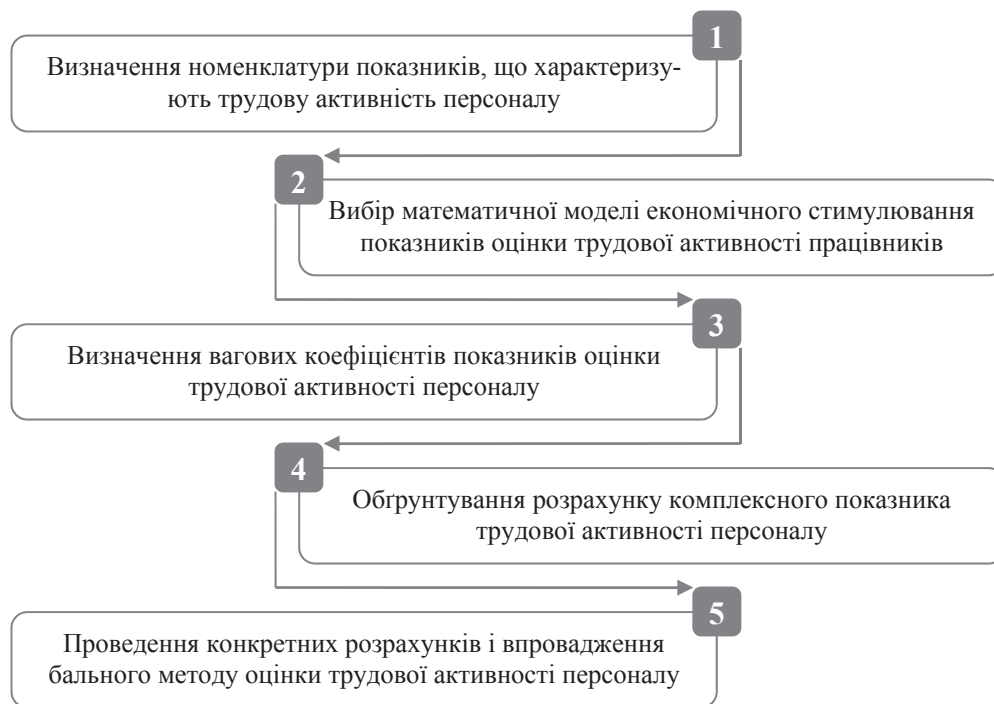 1
Визначення номенклатури показників, що характеризу-
ють трудову активність персоналу
2
Вибір математичної моделі економічного стимулювання
показників оцінки трудової активності працівників
3
Визначення вагових коефіцієнтів показників оцінки
трудової активності персоналу
4
Обґрунтування розрахунку комплексного показника
трудової активності персоналу
5
Проведення конкретних розрахунків і впровадження
бального методу оцінки трудової активності персоналу